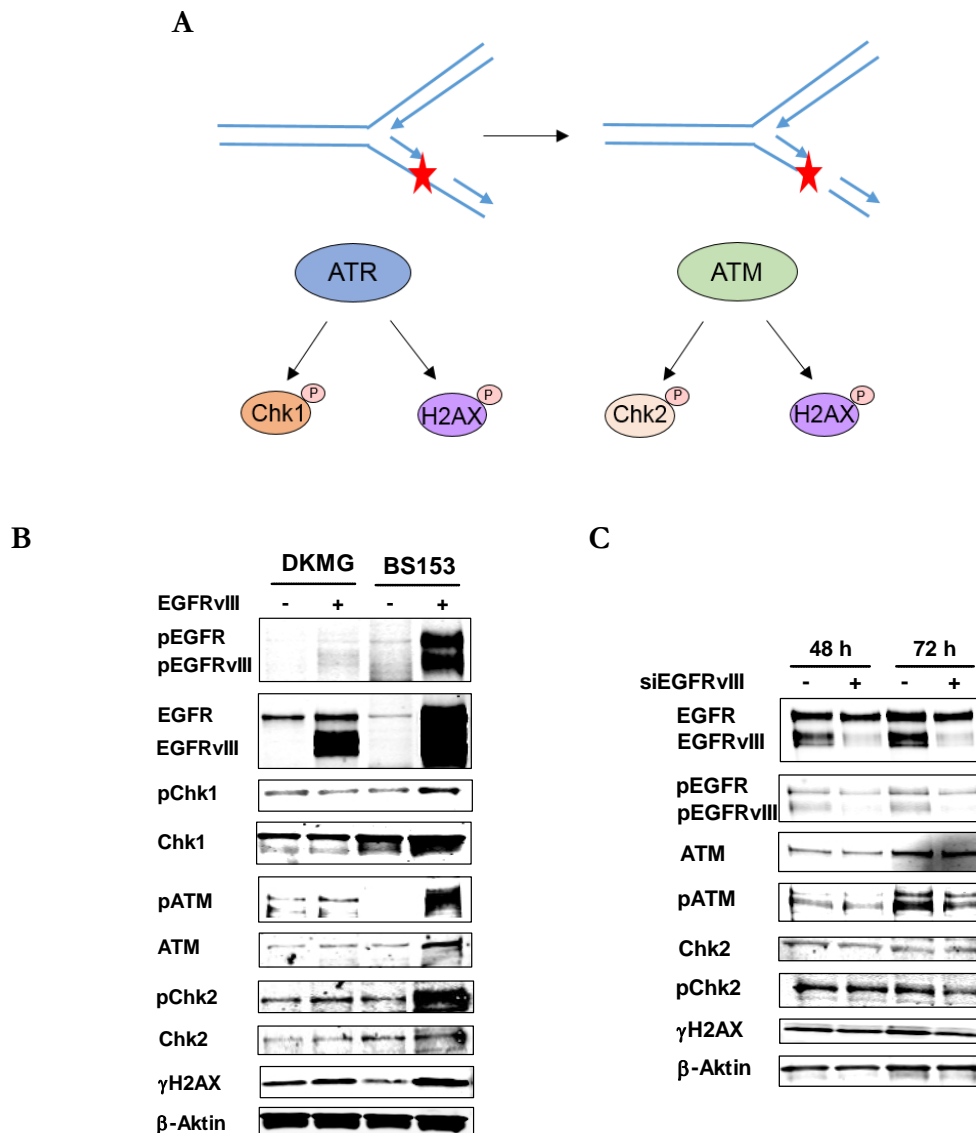 A
ATR
ATM
P
Chk1
P
H2AX
P
Chk2
P
H2AX
B
DKMG BS153
EGFRvIII - + - +
pEGFR
pEGFRvIII
EGFR
EGFRvIII
pChk1
Chk1
pATM
ATM
pChk2
Chk2
γH2AX
β-Aktin
C
48 h 72 h
siEGFRvIII - + - +
EGFR
EGFRvIII
pEGFR
pEGFRvIII
ATM
pATM
Chk2
pChk2
γH2AX
β-Aktin